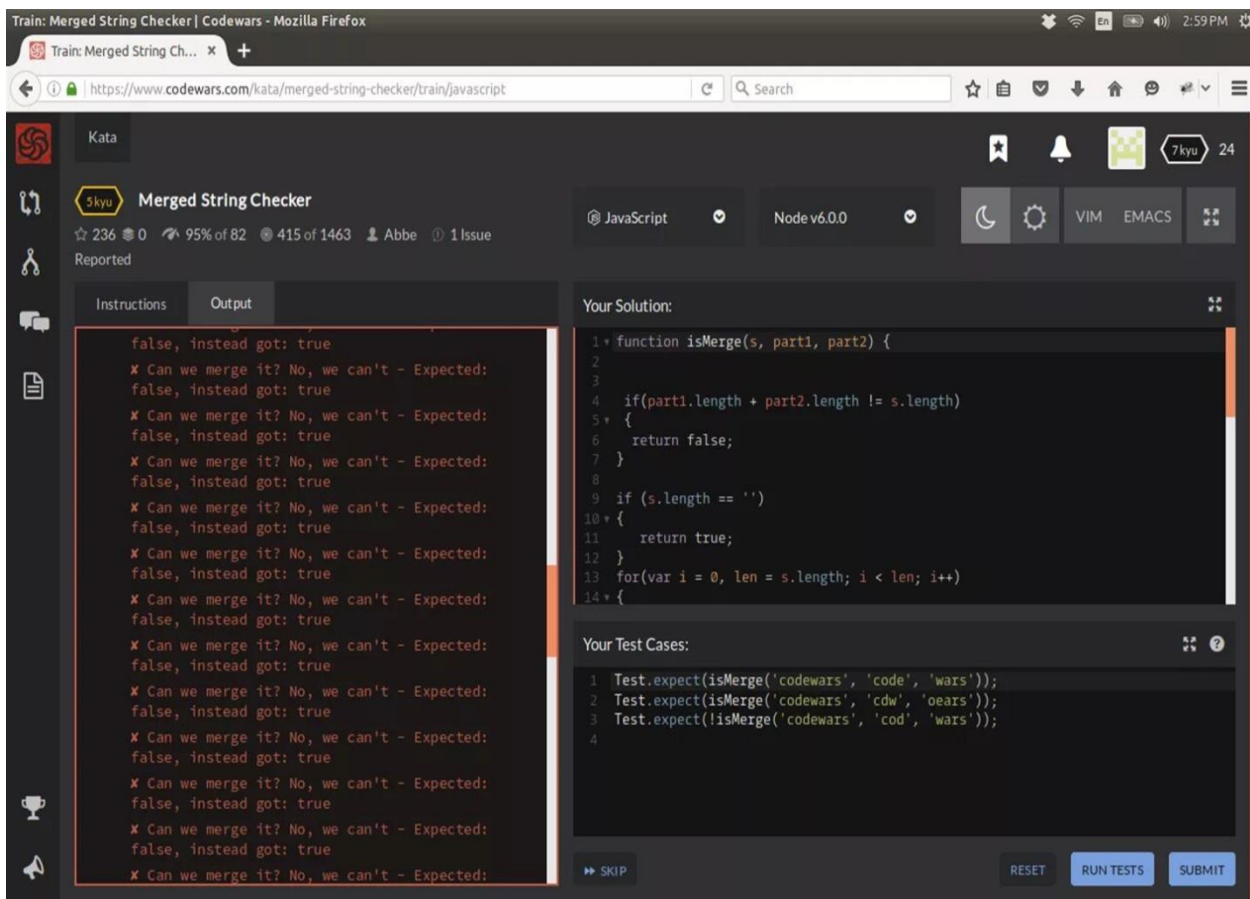 Train: Merged String Checker | Codewars - Mozilla Firefox
En
2:59 PM
Train: Merged String Ch...
https://www.codewars.com/kata/merged-string-checker/train/javascript
Search
Kata
7 kyu 24
5 kyu Merged String Checker
236 0 95% of 82 415 of 1463 Abbe 1 Issue
Reported
JavaScript
Node v6.0.0
VIM EMACS
Instructions Output
false, instead got: true
✘ Can we merge it? No, we can't - Expected:
false, instead got: true
✘ Can we merge it? No, we can't - Expected:
false, instead got: true
✘ Can we merge it? No, we can't - Expected:
false, instead got: true
✘ Can we merge it? No, we can't - Expected:
false, instead got: true
✘ Can we merge it? No, we can't - Expected:
false, instead got: true
✘ Can we merge it? No, we can't - Expected:
false, instead got: true
✘ Can we merge it? No, we can't - Expected:
false, instead got: true
✘ Can we merge it? No, we can't - Expected:
false, instead got: true
✘ Can we merge it? No, we can't - Expected:
false, instead got: true
✘ Can we merge it? No, we can't - Expected:
false, instead got: true
✘ Can we merge it? No, we can't - Expected:
false, instead got: true
✘ Can we merge it? No, we can't - Expected:
Your Solution:
1 function isMerge(s, part1, part2) {
2
3
4 if(part1.length + part2.length != s.length)
5 {
6 return false;
7 }
8
9 if (s.length == '')
10 {
11 return true;
12 }
13 for(var i = 0, len = s.length; i < len; i++)
14 {
Your Test Cases:
1 Test.expect(isMerge('codewars', 'code', 'wars'));
2 Test.expect(isMerge('codewars', 'cdw', 'oears'));
3 Test.expect(!isMerge('codewars', 'cod', 'wars'));
4
SKIP
RESET
RUN TESTS
SUBMIT